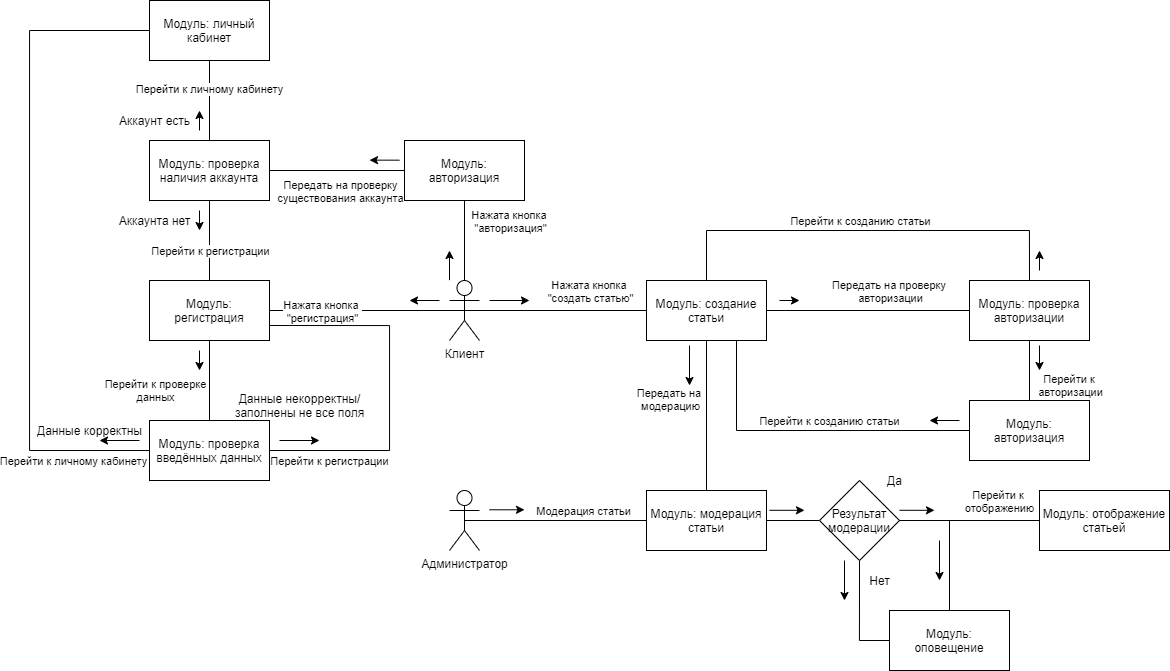 Модуль: личный
кабинет
Перейти к личному кабинету
Аккаунт есть
Модуль: проверка
наличия аккаунта
Модуль:
авторизация
Передать на проверку
существования аккаунта
Аккаунта нет
Нажата кнопка
"авторизация"
Перейти к регистрации
Перейти к созданию статьи
Модуль:
регистрация
Нажата кнопка
"регистрация"
Клиент
Нажата кнопка
"создать статью"
Модуль: создание
статьи
Передать на проверку
авторизации
Модуль: проверка
авторизации
Перейти к проверке
данных
Данные некорректны/
заполнены не все поля
Передать на
модерацию
Перейти к
авторизации
Данные корректны
Модуль: проверка
введённых данных
Перейти к личному кабинету
Перейти к регистрации
Перейти к созданию статьи
Модуль:
авторизация
Администратор
Модерация статьи
Модуль: модерация
статьи
Результат
модерации
Да
Перейти к
отображению
Модуль: отображение
статьей
Нет
Модуль:
оповещение